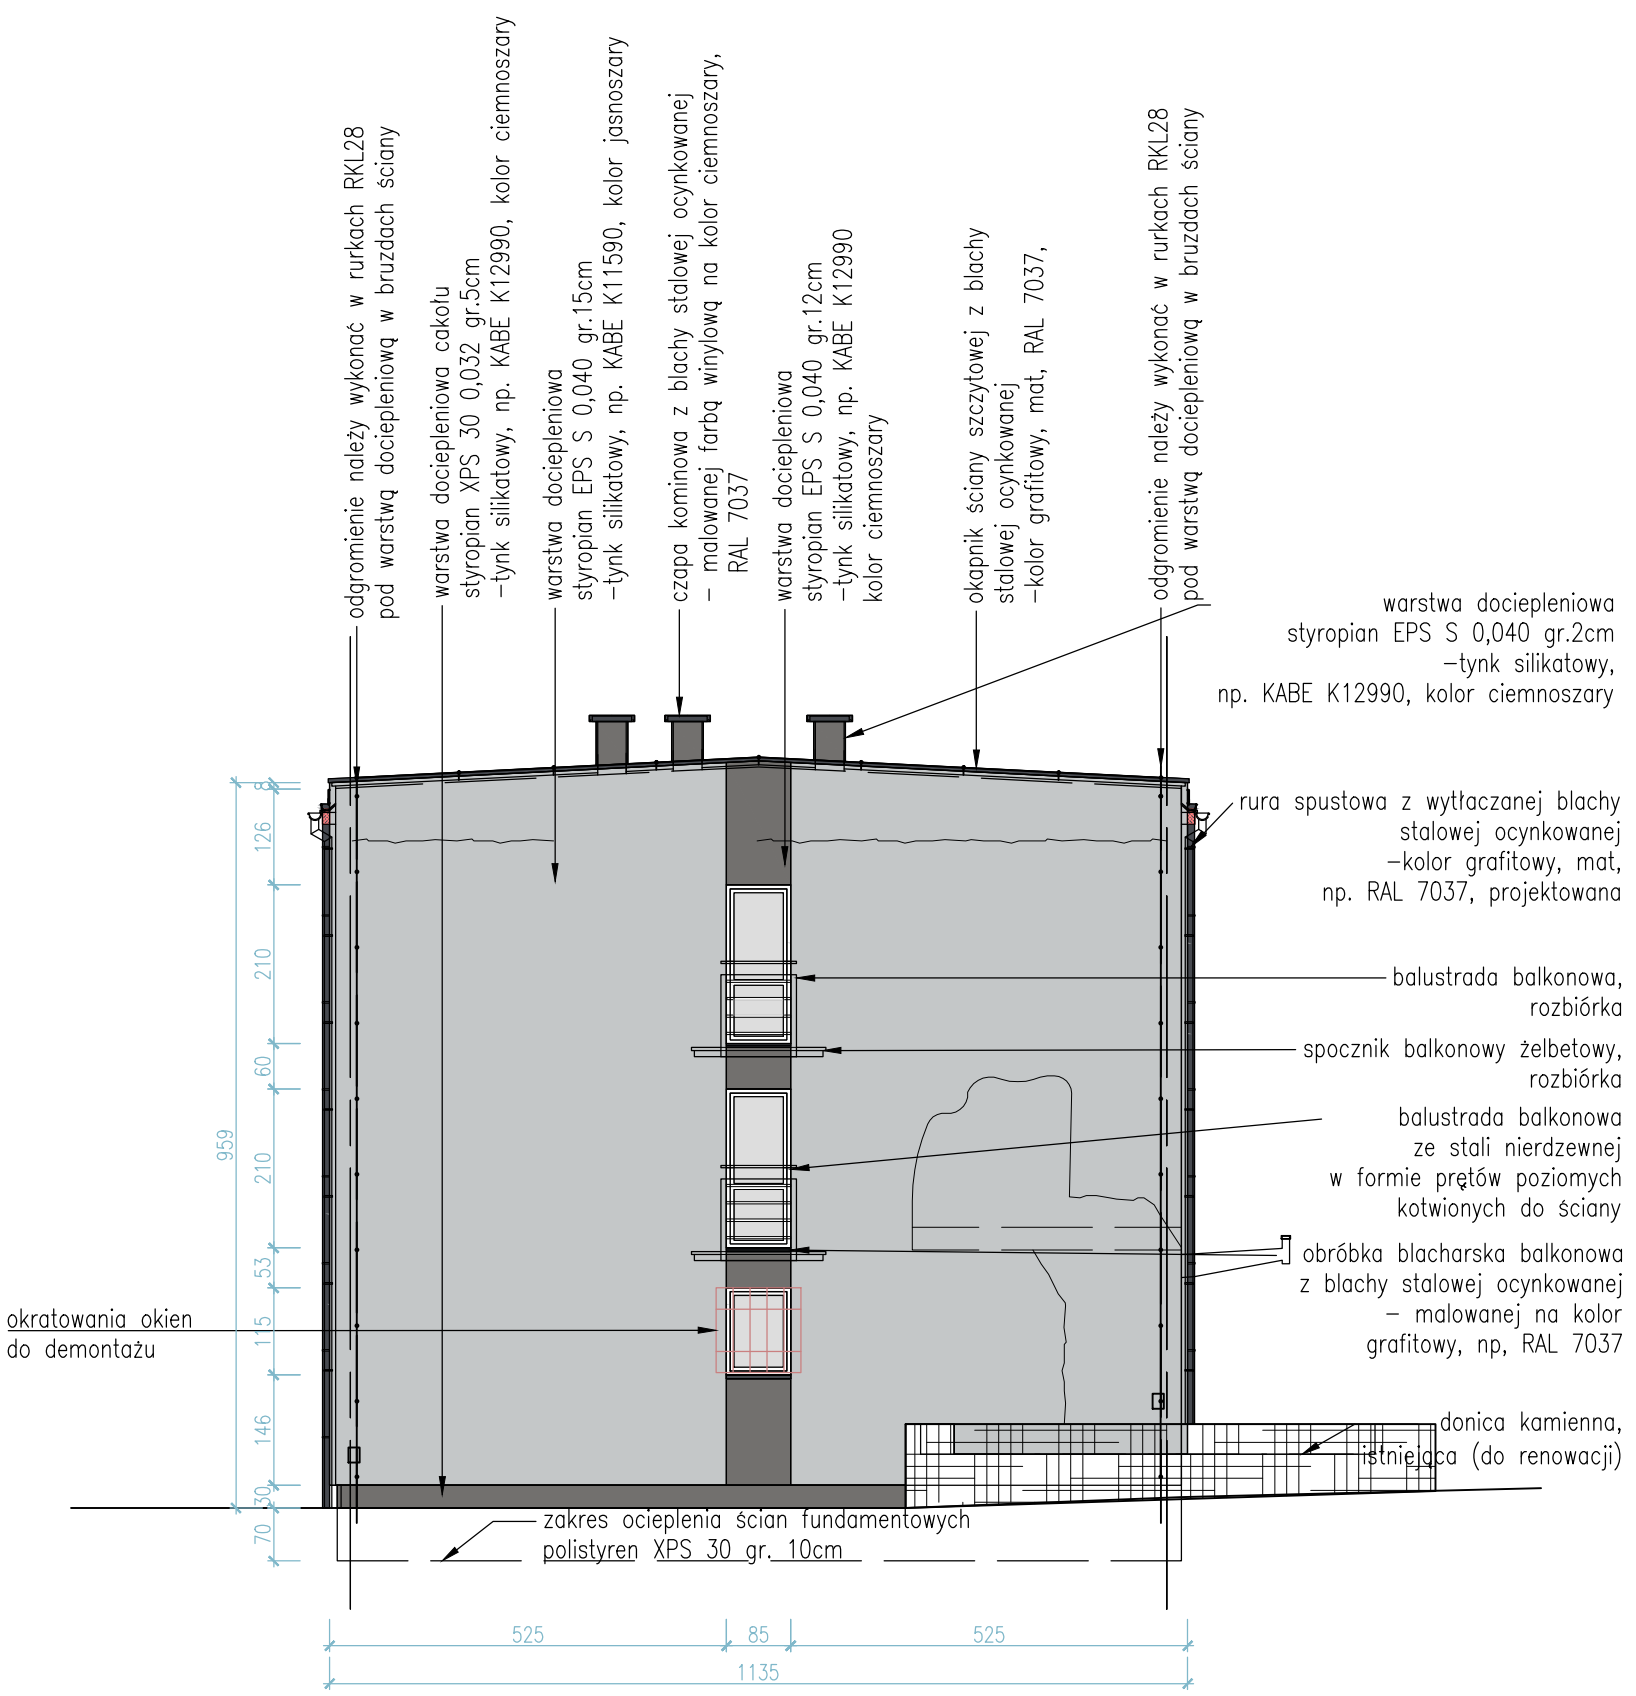 odgromienie należy wykonać w rurkach RKL28
pod warstwą dociepleniową w bruzdach ściany
warstwa dociepleniowa cokołu
styropian XPS 30 0,032 gr.5cm
-tynk silikatowy, np. KABE K12990, kolor ciemnoszary
warstwa dociepleniowa
styropian EPS S 0,040 gr.15cm
-tynk silikatowy, np. KABE K11590, kolor jasnoszary
czapa kominowa z blachy stalowej ocynkowanej
- malowanej farbą winylową na kolor ciemnoszary,
RAL 7037
warstwa dociepleniowa
styropian EPS S 0,040 gr.12cm
-tynk silikatowy, np. KABE K12990
kolor ciemnoszary
okapnik ściany szczytowej z blachy
stalowej ocynkowanej
-kolor grafitowy, mat, RAL 7037,
odgromienie należy wykonać w rurkach RKL28
pod warstwą dociepleniową w bruzdach ściany
warstwa dociepleniowa
styropian EPS S 0,040 gr.2cm
-tynk silikatowy,
np. KABE K12990, kolor ciemnoszary
rura spustowa z wytłaczanej blachy
stalowej ocynkowanej
-kolor grafitowy, mat,
np. RAL 7037, projektowana
balustrada balkonowa,
rozbiórka
spocznik balkonowy żelbetowy,
rozbiórka
balustrada balkonowa
ze stali nierdzewnej
w formie prętów poziomych
kotwionych do ściany
obróbka blacharska balkonowa
z blachy stalowej ocynkowanej
- malowanej na kolor
grafitowy, np, RAL 7037
donica kamienna,
istniejąca (do renowacji)
okratowania okien
do demontażu
zakres ocieplenia ścian fundamentowych
polistyren XPS 30 gr. 10cm
959
8
126
210
60
210
53
115
146
30
70
525
85
525
1135